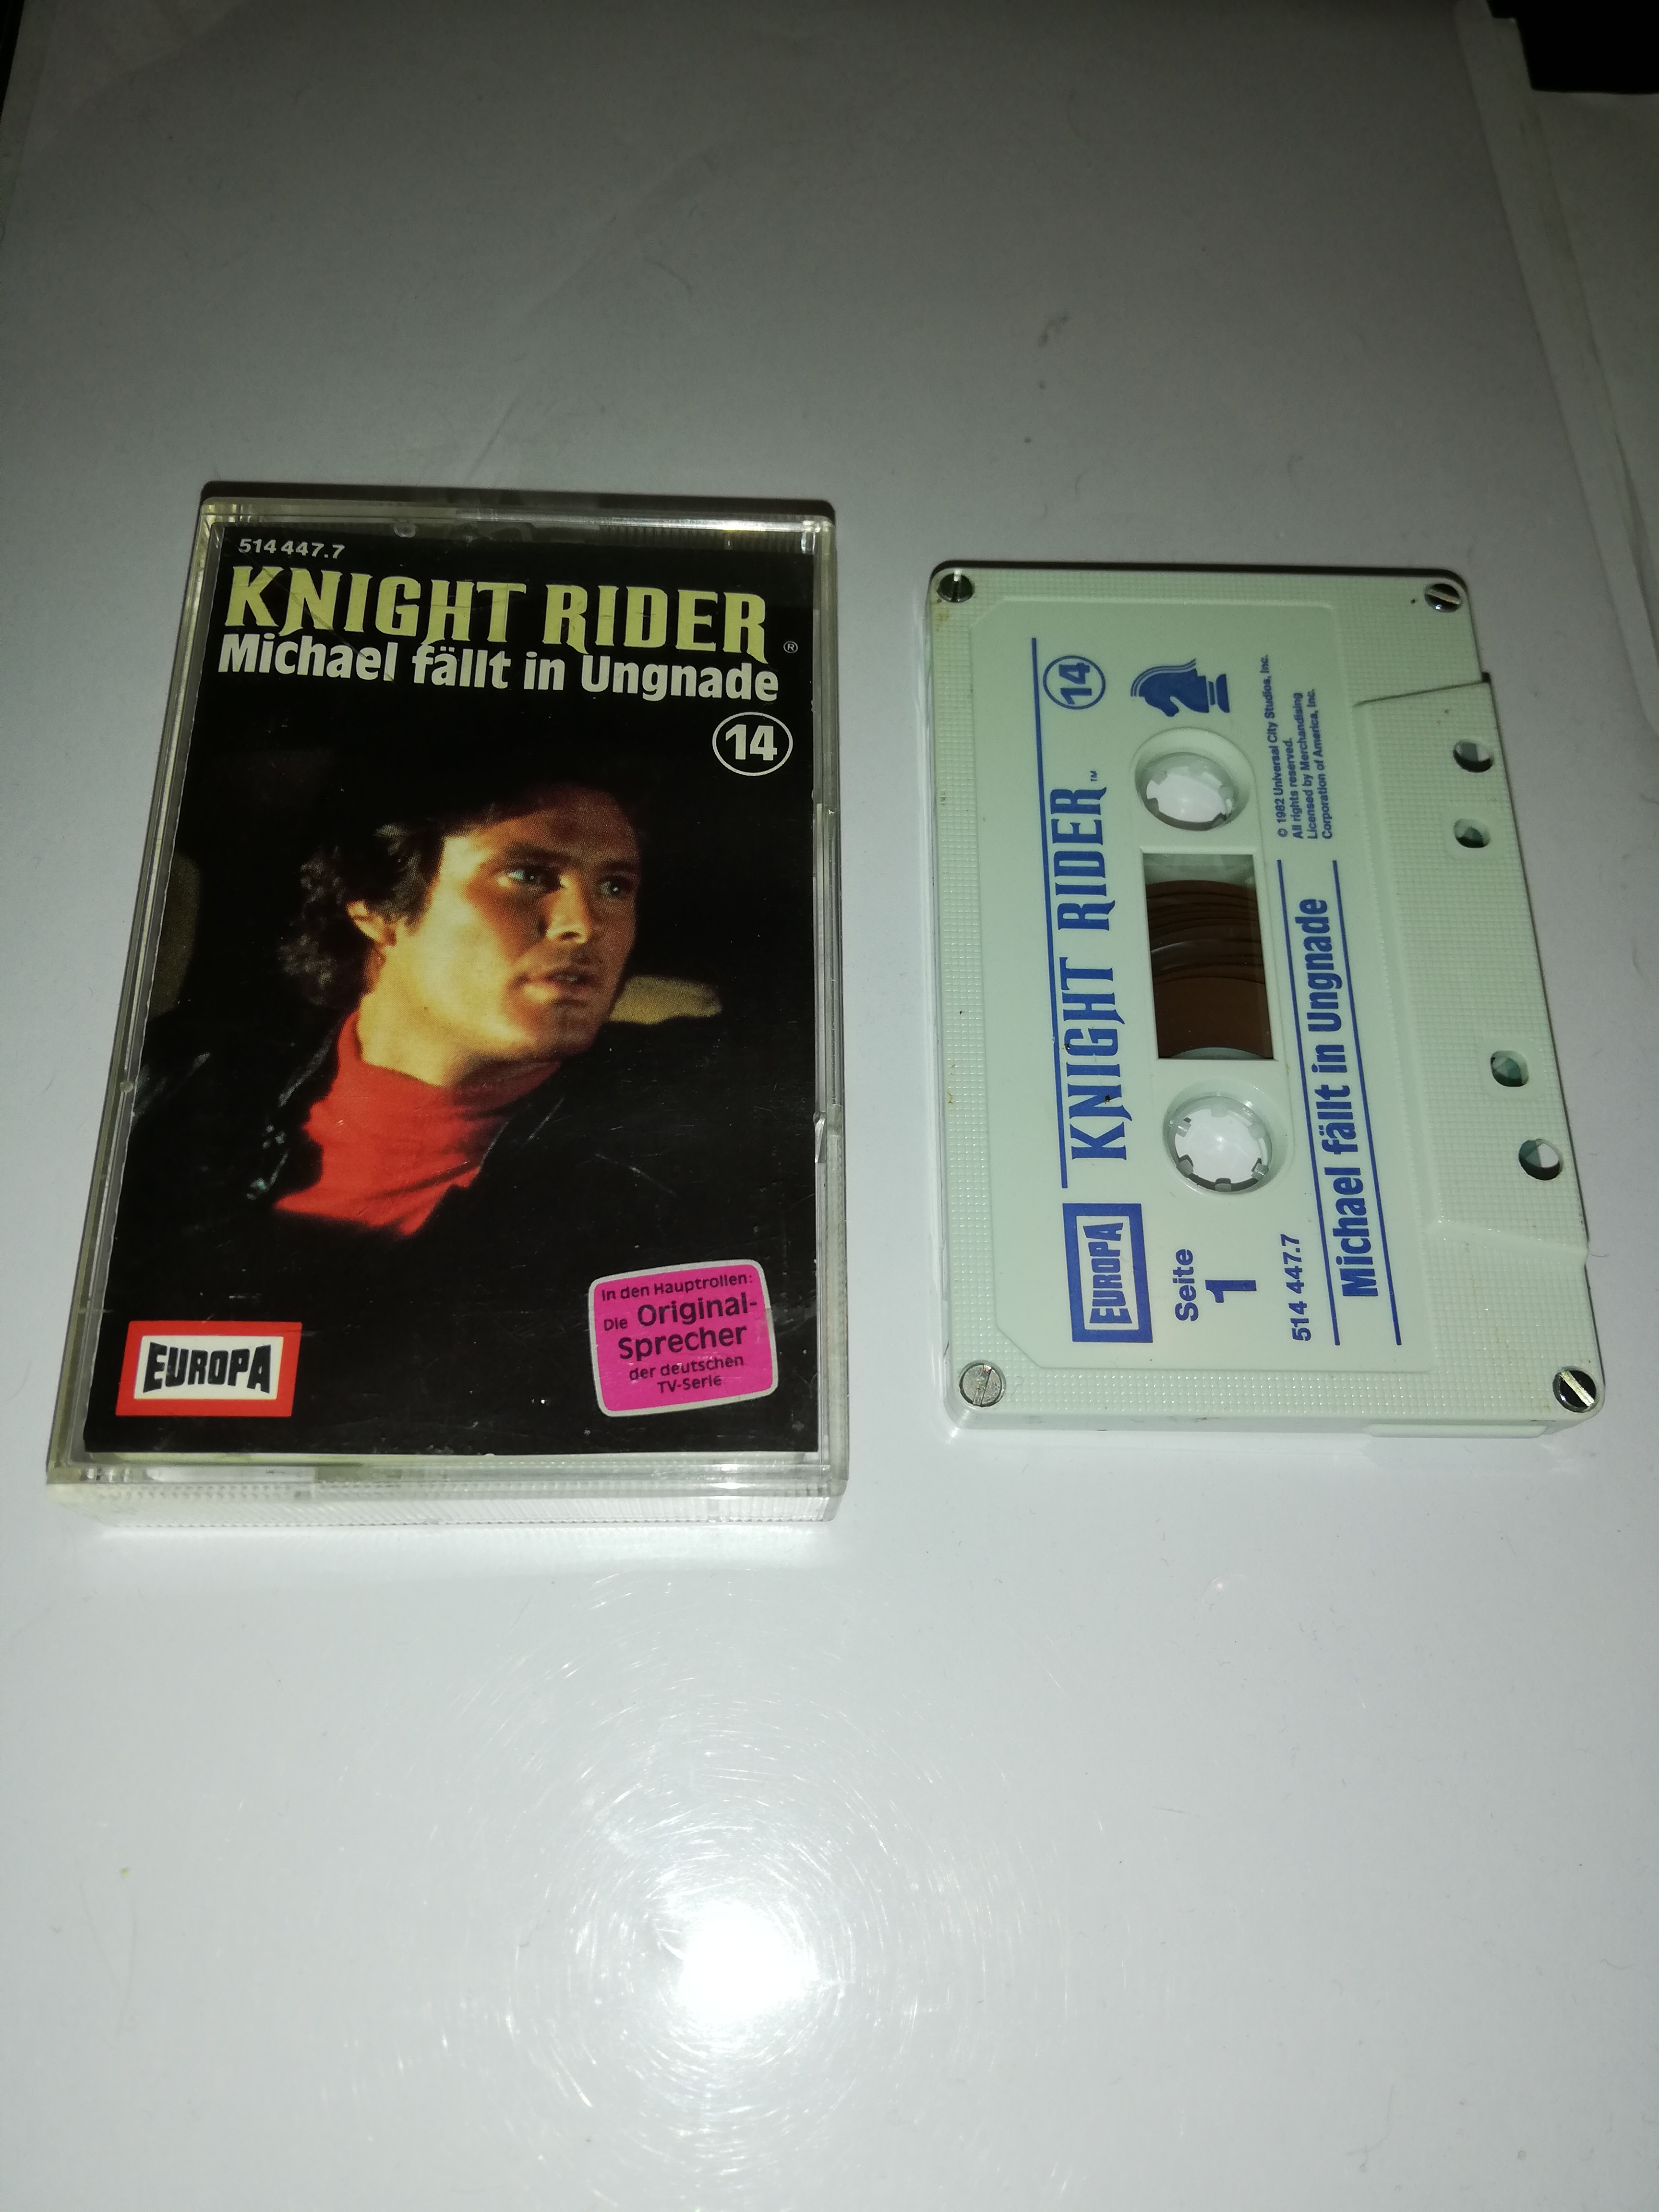 514 447.7
KNIGHT RIDER ®
Michael fällt in Ungnade
14
In den Hauptrollen:
Die Original-
Sprecher
der deutschen
TV-Serie
EUROPA
EUROPA
KNIGHT RIDER ™
14
Seite
1
© 1982 Universal City Studios, Inc.
All rights reserved.
Licensed by Merchandising
Corporation of America, Inc.
514 447.7
Michael fällt in Ungnade